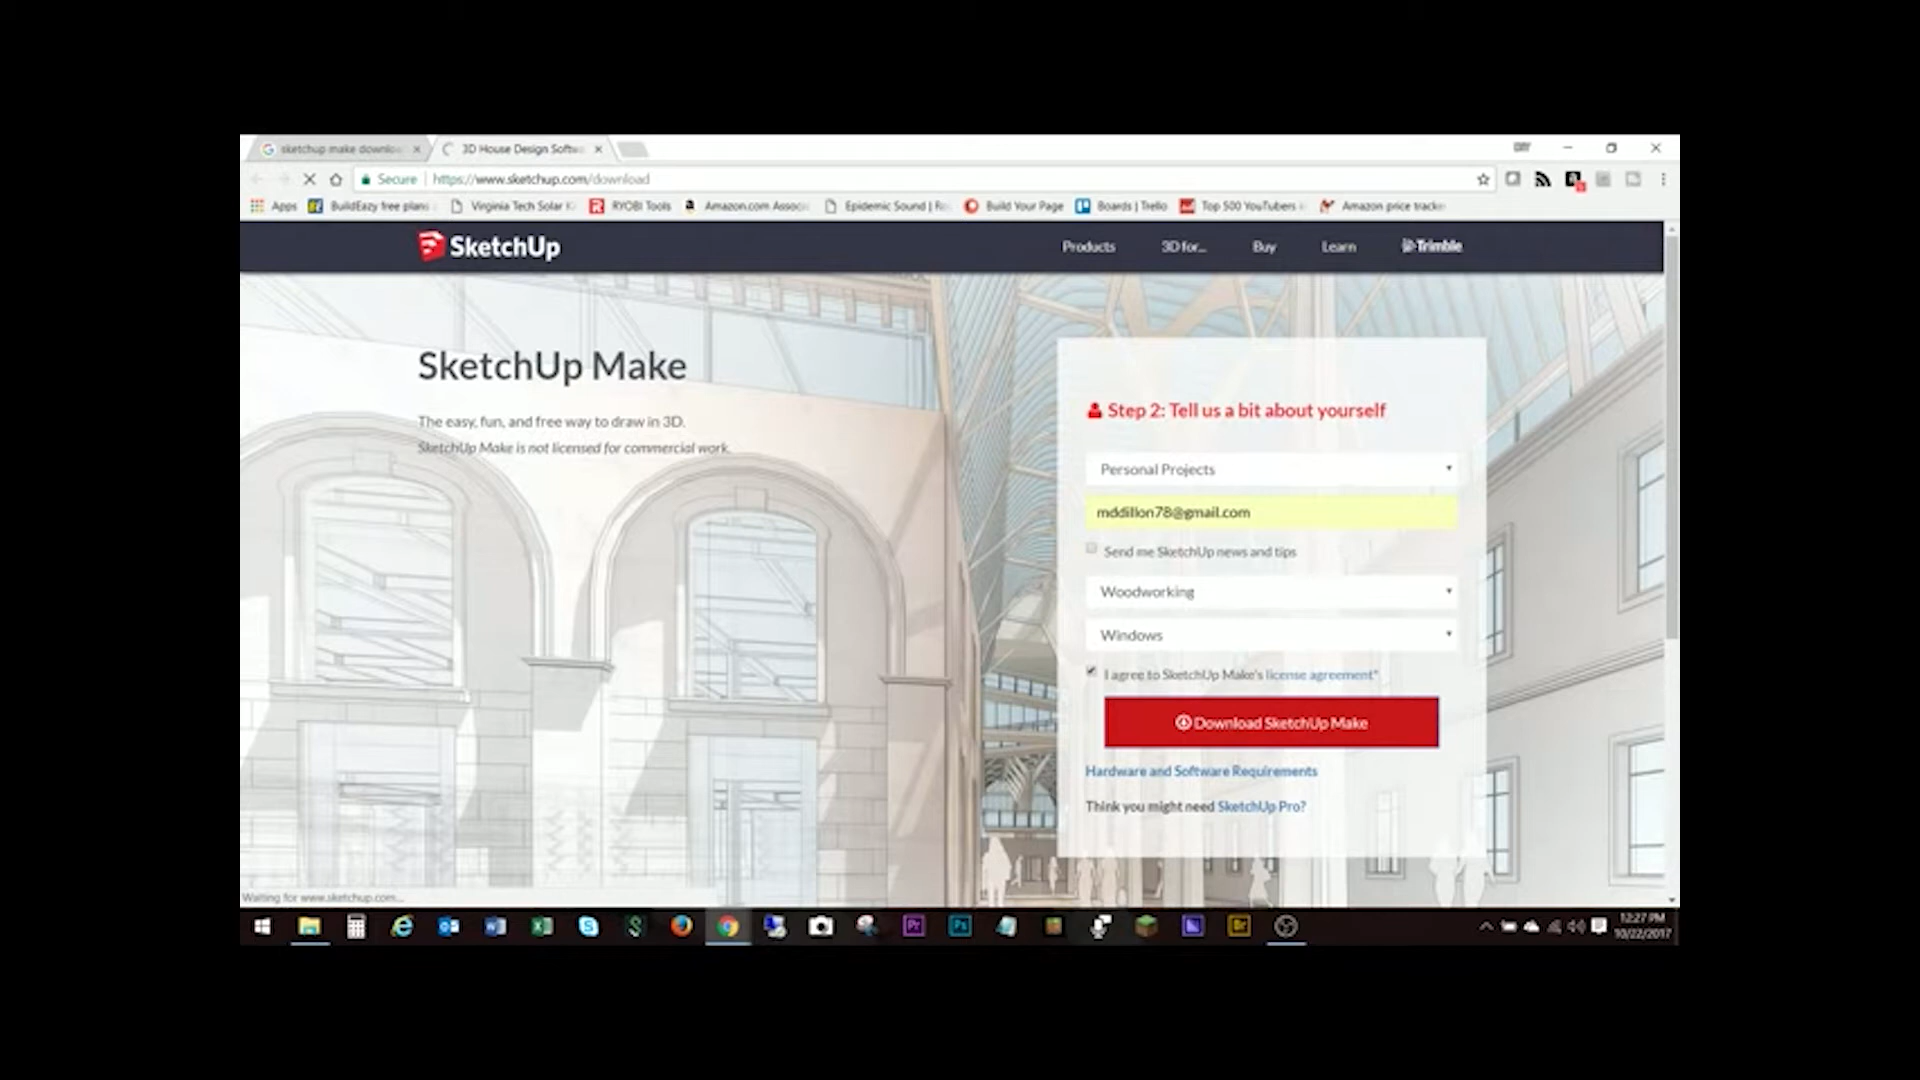 sketchup make downlo
3D House Design Softw
Secure
https://www.sketchup.com/download
Apps
BuildEazy free plans
Virginia Tech Solar
RYOBI Tools
Amazon.com Associ
Epidemic Sound |
Build Your Page
Boards | Trello
Top 500 YouTubers
Amazon price tracke
SketchUp
Products
3D for...
Buy
Learn
Trimble
SketchUp Make
The easy, fun, and free way to draw in 3D.
SketchUp Make is not licensed for commercial work.
Step 2: Tell us a bit about yourself
Personal Projects
mddillon78@gmail.com
Send me SketchUp news and tips
Woodworking
Windows
I agree to SketchUp Make's license agreement*
Download SketchUp Make
Hardware and Software Requirements
Think you might need SketchUp Pro?
Waiting for www.sketchup.com...
12:27 PM
10/22/2017